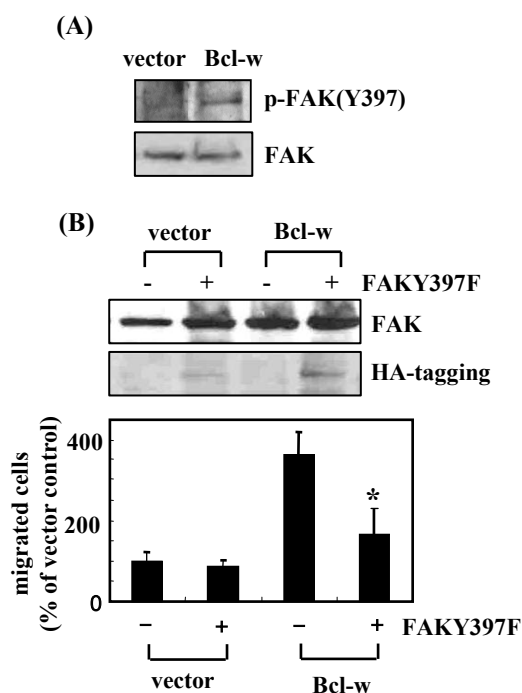 (A)
vector Bcl-w
p-FAK(Y397)
FAK
(B)
vector Bcl-w
- + - + FAKY397F
FAK
HA-tagging
migrated cells
(% of vector control)
400
200
0
*
− + − + FAKY397F
vector Bcl-w